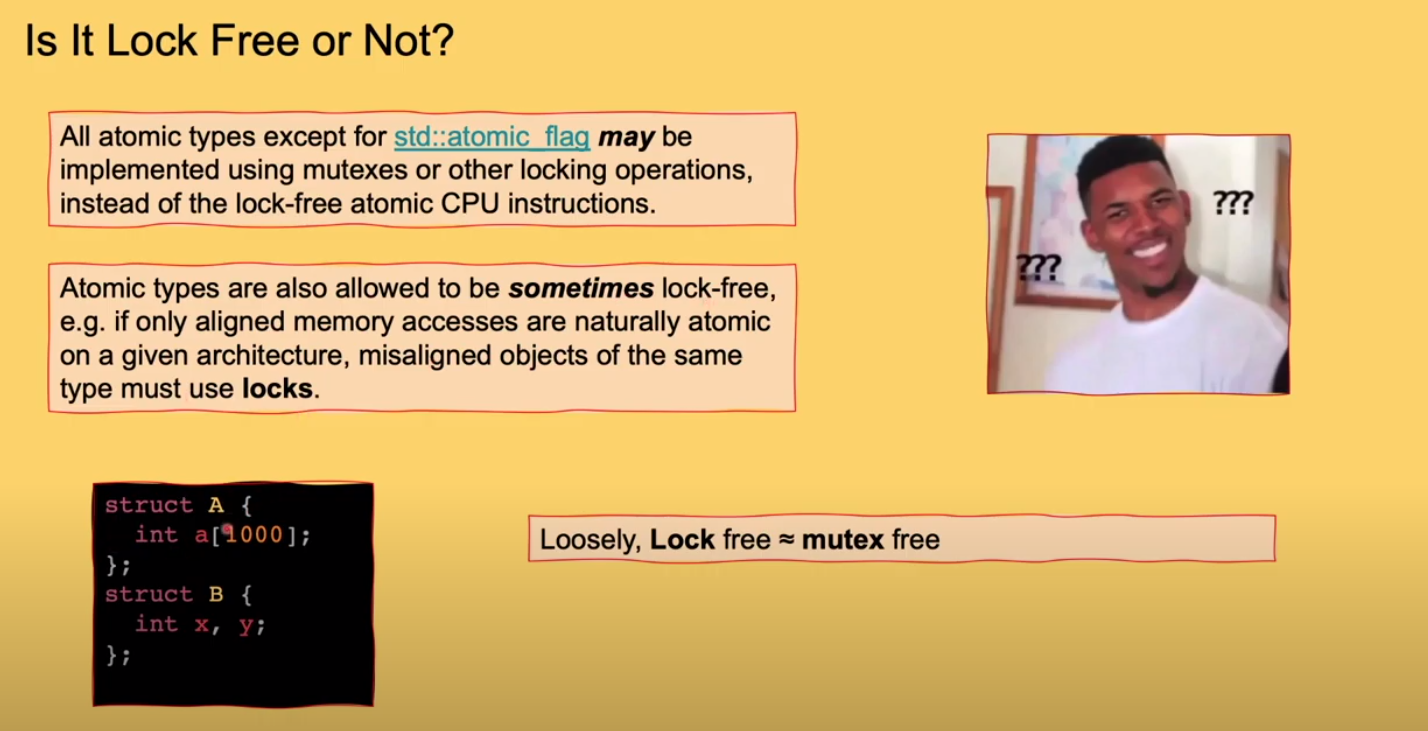 Is It Lock Free or Not?
All atomic types except for std::atomic_flag may be
implemented using mutexes or other locking operations,
instead of the lock-free atomic CPU instructions.
???
???
Atomic types are also allowed to be sometimes lock-free,
e.g. if only aligned memory accesses are naturally atomic
on a given architecture, misaligned objects of the same
type must use locks.
struct A {
int a[1000];
};
struct B {
int x, y;
};
Loosely, Lock free ≈ mutex free